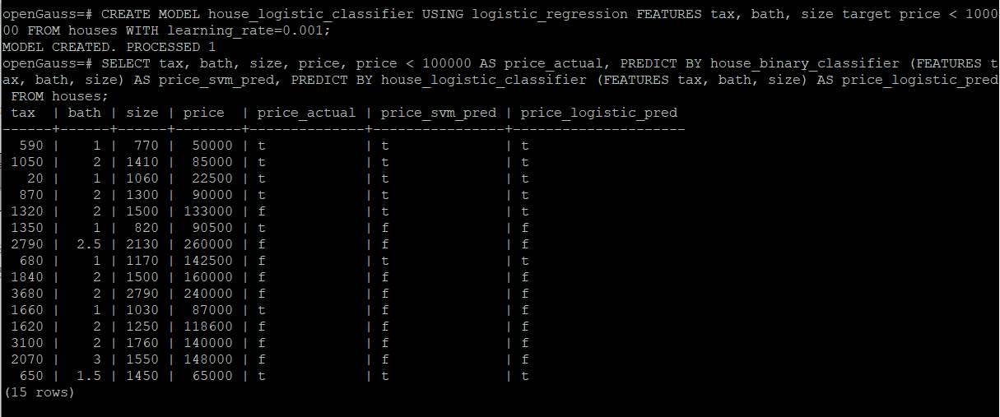 openGauss=# CREATE MODEL house_logistic_classifier USING logistic_regression FEATURES tax, bath, size target price < 1000
00 FROM houses WITH learning_rate=0.001;
MODEL CREATED. PROCESSED 1
openGauss=# SELECT tax, bath, size, price, price < 100000 AS price_actual, PREDICT BY house_binary_classifier (FEATURES t
ax, bath, size) AS price_svm_pred, PREDICT BY house_logistic_classifier (FEATURES tax, bath, size) AS price_logistic_pred
 FROM houses;
 tax  | bath | size | price  | price_actual | price_svm_pred | price_logistic_pred
------+------+------+--------+--------------+----------------+---------------------
  590 |    1 |  770 |  50000 | t            | t              | t
 1050 |    2 | 1410 |  85000 | t            | t              | t
   20 |    1 | 1060 |  22500 | t            | t              | t
  870 |    2 | 1300 |  90000 | t            | t              | t
 1320 |    2 | 1500 | 133000 | f            | t              | t
 1350 |    1 |  820 |  90500 | t            | f              | f
 2790 |  2.5 | 2130 | 260000 | f            | f              | f
  680 |    1 | 1170 | 142500 | f            | t              | t
 1840 |    2 | 1500 | 160000 | f            | f              | f
 3680 |    2 | 2790 | 240000 | f            | f              | f
 1660 |    1 | 1030 |  87000 | t            | f              | f
 1620 |    2 | 1250 | 118600 | f            | f              | f
 3100 |    2 | 1760 | 140000 | f            | f              | f
 2070 |    3 | 1550 | 148000 | f            | f              | f
  650 |  1.5 | 1450 |  65000 | t            | t              | t
(15 rows)